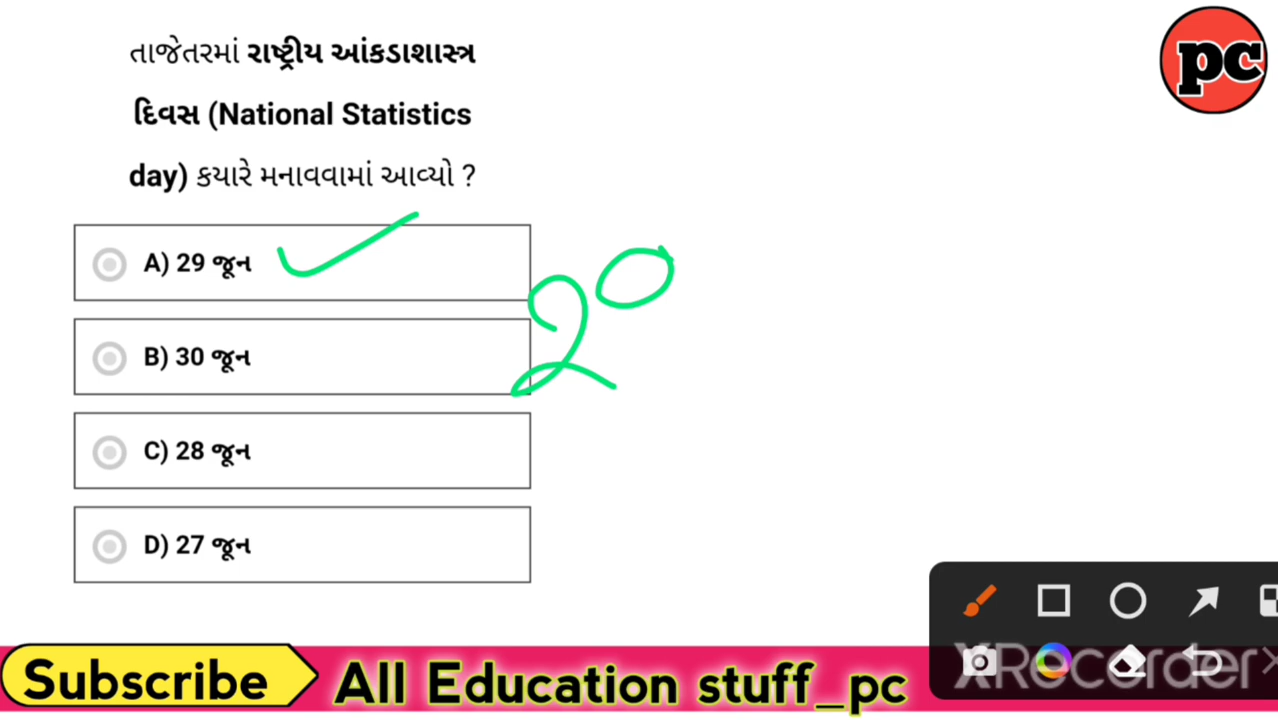 તાજેતરમાં રાષ્ટ્રીય આંકડાશાસ્ત્ર
દિવસ (National Statistics
day) કયારે મનાવવામાં આવ્યો ?
pc
A) 29 જૂન
20
B) 30 જૂન
C) 28 જૂન
D) 27 જૂન
XRecorder
Subscribe All Education stuff_pc